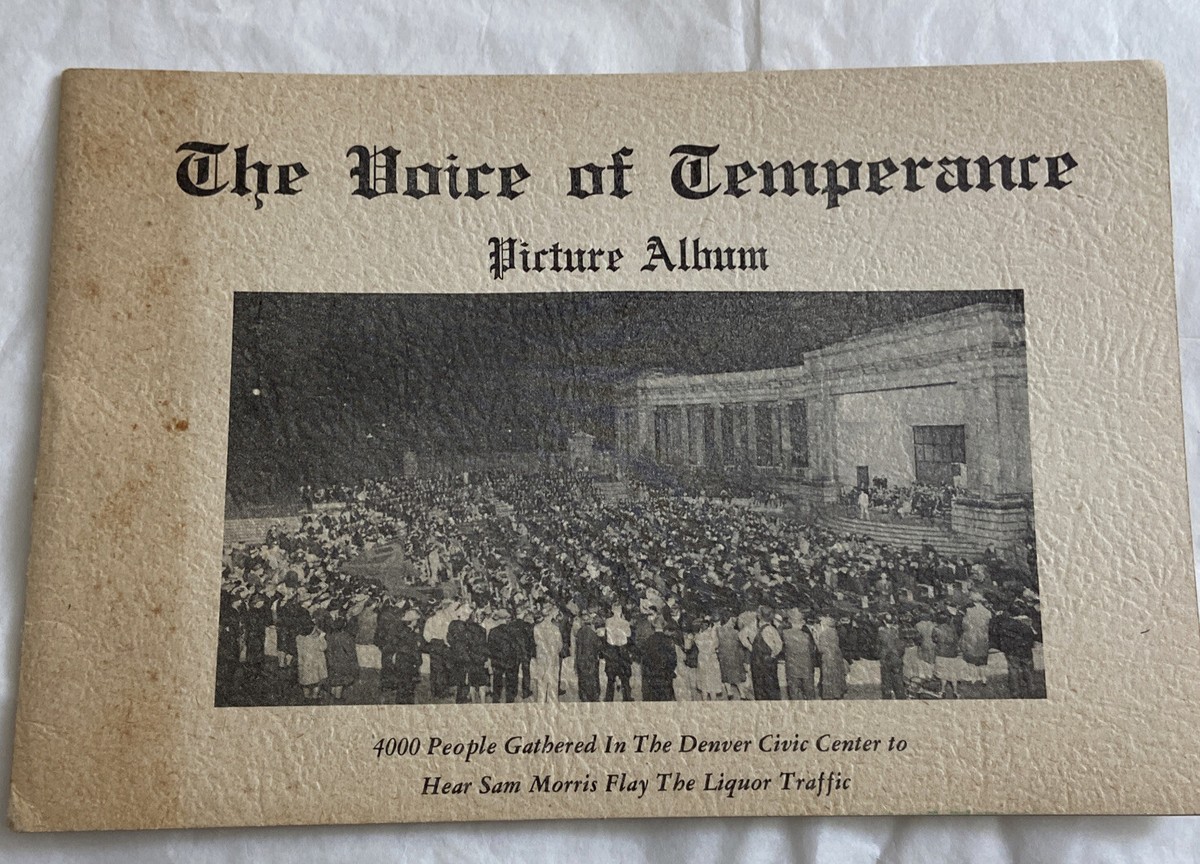 The Voice of Temperance
Picture Album
4000 People Gathered In The Denver Civic Center to
Hear Sam Morris Flay The Liquor Traffic